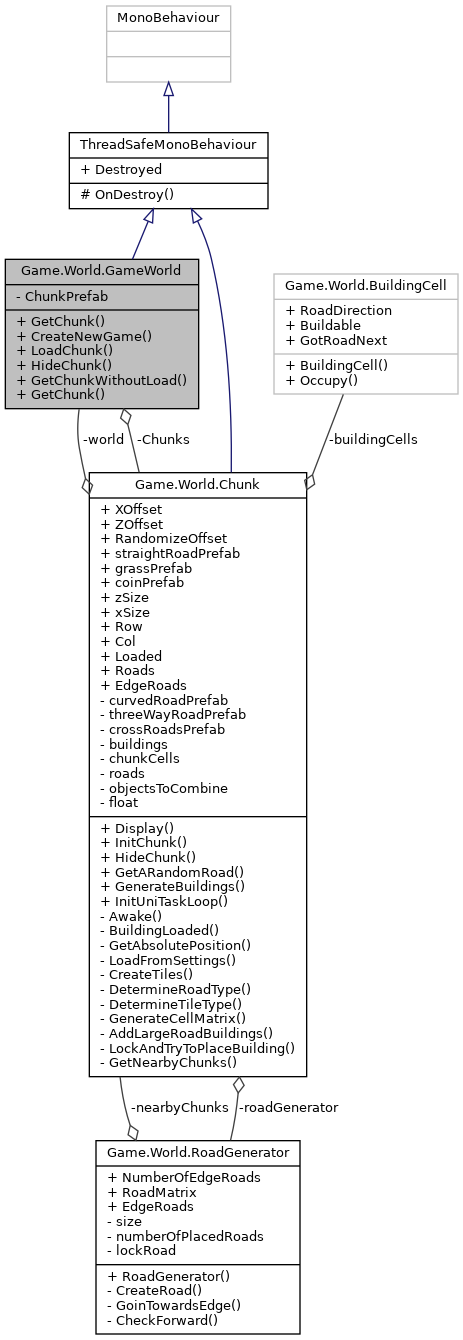 MonoBehaviour
ThreadSafeMonoBehaviour
+ Destroyed
# OnDestroy()
Game.World.GameWorld
- ChunkPrefab
+ GetChunk()
+ CreateNewGame()
+ LoadChunk()
+ HideChunk()
+ GetChunkWithoutLoad()
+ GetChunk()
Game.World.BuildingCell
+ RoadDirection
+ Buildable
+ GotRoadNext
+ BuildingCell()
+ Occupy()
-world
-Chunks
-buildingCells
Game.World.Chunk
+ XOffset
+ ZOffset
+ RandomizeOffset
+ straightRoadPrefab
+ grassPrefab
+ coinPrefab
+ zSize
+ xSize
+ Row
+ Col
+ Loaded
+ Roads
+ EdgeRoads
- curvedRoadPrefab
- threeWayRoadPrefab
- crossRoadsPrefab
- buildings
- chunkCells
- roads
- objectsToCombine
- float
+ Display()
+ InitChunk()
+ HideChunk()
+ GetARandomRoad()
+ GenerateBuildings()
+ InitUniTaskLoop()
- Awake()
- BuildingLoaded()
- GetAbsolutePosition()
- LoadFromSettings()
- CreateTiles()
- DetermineRoadType()
- DetermineTileType()
- GenerateCellMatrix()
- AddLargeRoadBuildings()
- LockAndTryToPlaceBuilding()
- GetNearbyChunks()
-nearbyChunks
-roadGenerator
Game.World.RoadGenerator
+ NumberOfEdgeRoads
+ RoadMatrix
+ EdgeRoads
- size
- numberOfPlacedRoads
- lockRoad
+ RoadGenerator()
- CreateRoad()
- GoinTowardsEdge()
- CheckForward()